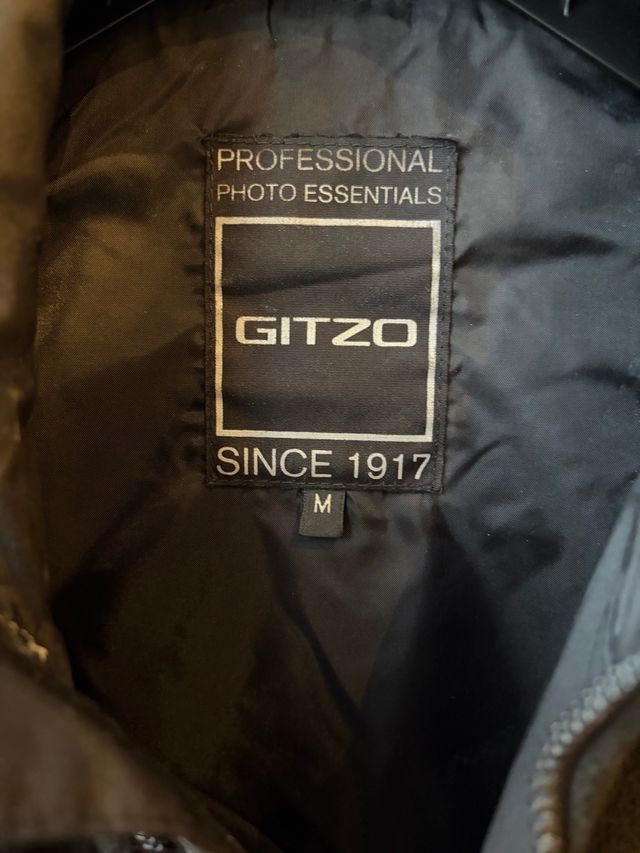 PROFESSIONAL
PHOTO ESSENTIALS
GITZO
SINCE 1917
M